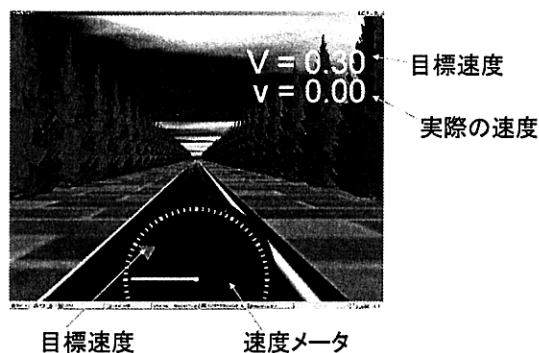 V = 0.30
v = 0.00
目標速度
実際の速度
目標速度
速度メータ